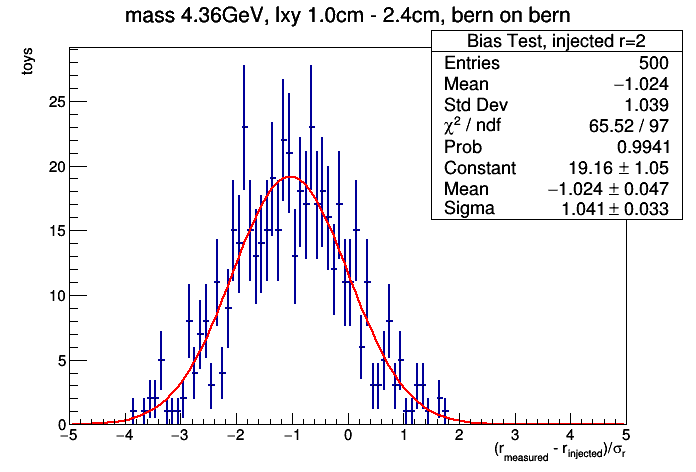 mass 4.36GeV, lxy 1.0cm - 2.4cm, bern on bern
toys
Bias Test, injected r=2
Entries 500
Mean −1.024
Std Dev 1.039
χ² / ndf 65.52 / 97
Prob 0.9941
Constant 19.16 ± 1.05
Mean −1.024 ± 0.047
Sigma 1.041 ± 0.033
25
20
15
10
5
0
−5 −4 −3 −2 −1 0 1 2 3 4 5
(r_measured - r_injected)/σ_r